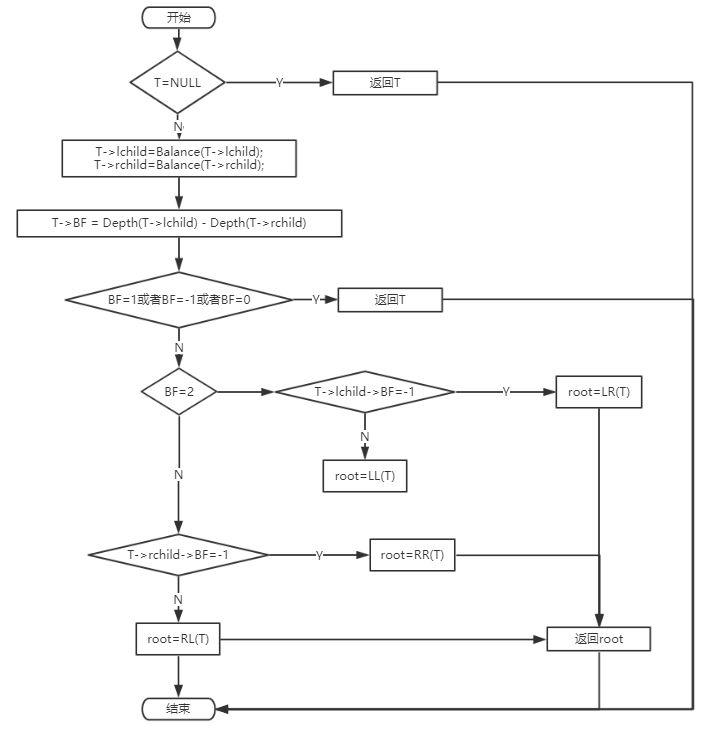 开始
T=NULL
Y
返回T
N
T->lchild=Balance(T->lchild);
T->rchild=Balance(T->rchild);
T->BF = Depth(T->lchild) - Depth(T->rchild)
BF=1或者BF=-1或者BF=0
Y
返回T
N
BF=2
T->lchild->BF=-1
Y
root=LR(T)
N
root=LL(T)
N
T->rchild->BF=-1
Y
root=RR(T)
N
root=RL(T)
返回root
结束